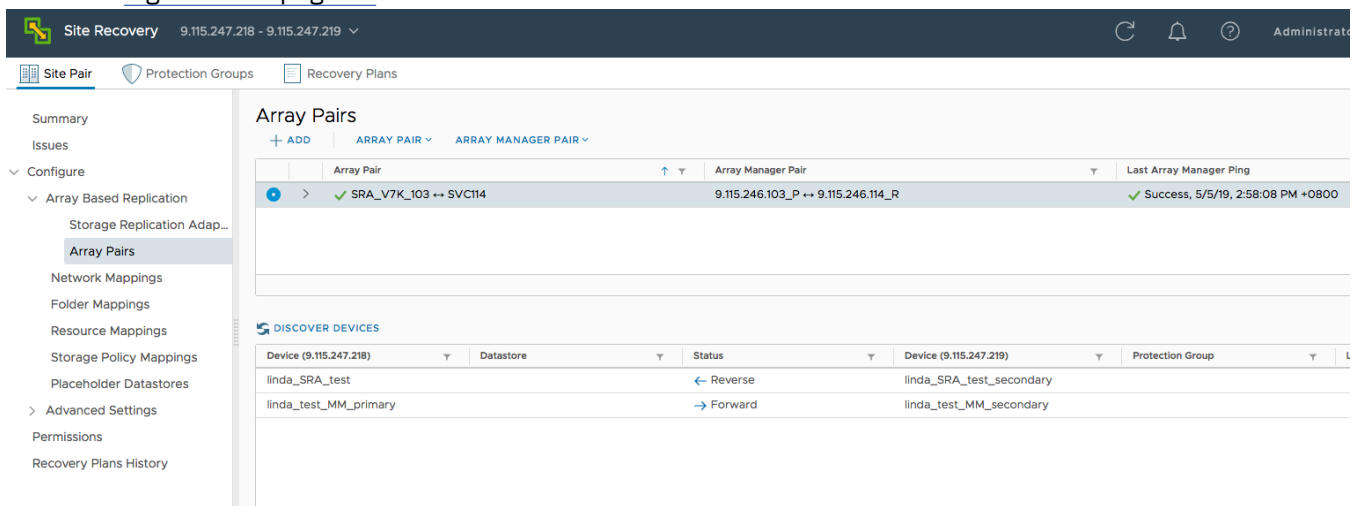 Site Recovery 9.115.247.218 - 9.115.247.219
Administrato
Site Pair Protection Groups Recovery Plans
Summary
Issues
Configure
Array Based Replication
Storage Replication Adap...
Array Pairs
Network Mappings
Folder Mappings
Resource Mappings
Storage Policy Mappings
Placeholder Datastores
Advanced Settings
Permissions
Recovery Plans History
Array Pairs
+ ADD ARRAY PAIR ARRAY MANAGER PAIR
Array Pair Array Manager Pair Last Array Manager Ping
SRA_V7K_103 ↔ SVC114 9.115.246.103_P ↔ 9.115.246.114_R Success, 5/5/19, 2:58:08 PM +0800
DISCOVER DEVICES
Device (9.115.247.218) Datastore Status Device (9.115.247.219) Protection Group L
linda_SRA_test ← Reverse linda_SRA_test_secondary
linda_test_MM_primary → Forward linda_test_MM_secondary